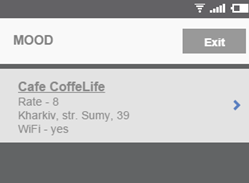 MOOD
Exit
Cafe CoffeLife
Rate - 8
Kharkiv, str. Sumy, 39
WiFi - yes